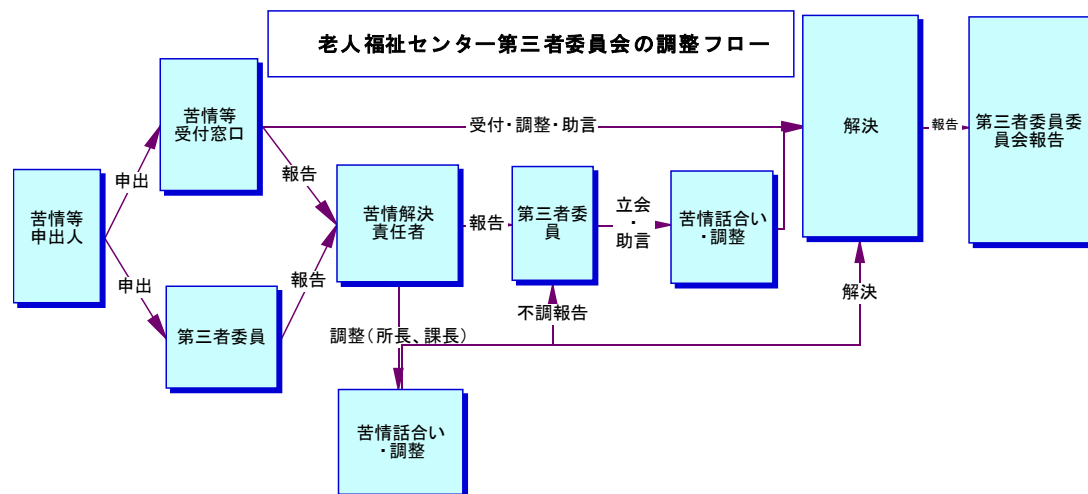 老人福祉センター第三者委員会の調整フロー
苦情等
受付窓口
受付・調整・助言
解決
報告
第三者委員委
員会報告
申出
報告
苦情等
申出人
苦情解決
責任者
報告
第三者委
員
立会
・
助言
苦情話合い
・調整
申出
報告
第三者委員
解決
不調報告
調整(所長、課長)
苦情話合い
・調整